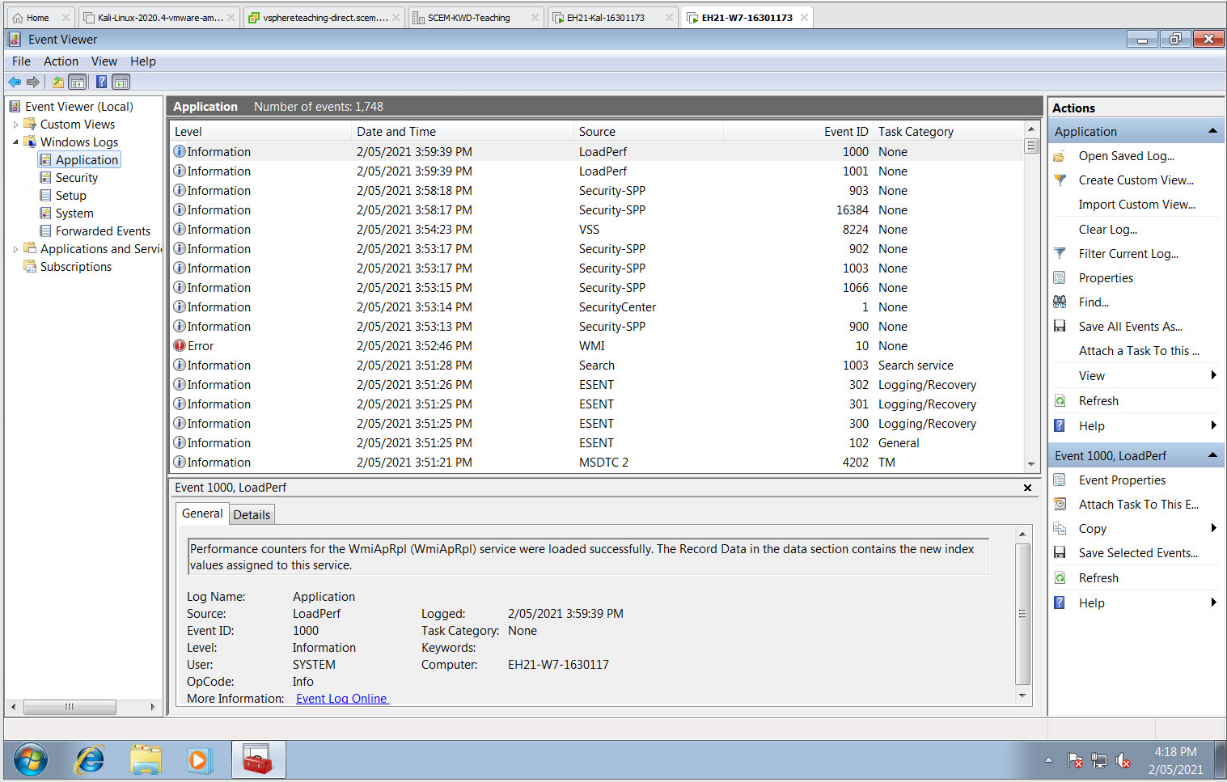 Home
Kali-Linux-2020.4-vmware-am...
vsphereteaching-direct.scem....
SCEM-KWD-Teaching
EH21-Kal-16301173
EH21-W7-16301173
Event Viewer
File Action View Help
Event Viewer (Local)
Custom Views
Windows Logs
Application
Security
Setup
System
Forwarded Events
Applications and Servi
Subscriptions
Application Number of events: 1,748
Level Date and Time Source Event ID Task Category
Information 2/05/2021 3:59:39 PM LoadPerf 1000 None
Information 2/05/2021 3:59:39 PM LoadPerf 1001 None
Information 2/05/2021 3:58:18 PM Security-SPP 903 None
Information 2/05/2021 3:58:17 PM Security-SPP 16384 None
Information 2/05/2021 3:54:23 PM VSS 8224 None
Information 2/05/2021 3:53:17 PM Security-SPP 902 None
Information 2/05/2021 3:53:17 PM Security-SPP 1003 None
Information 2/05/2021 3:53:15 PM Security-SPP 1066 None
Information 2/05/2021 3:53:14 PM SecurityCenter 1 None
Information 2/05/2021 3:53:13 PM Security-SPP 900 None
Error 2/05/2021 3:52:46 PM WMI 10 None
Information 2/05/2021 3:51:28 PM Search 1003 Search service
Information 2/05/2021 3:51:26 PM ESENT 302 Logging/Recovery
Information 2/05/2021 3:51:25 PM ESENT 301 Logging/Recovery
Information 2/05/2021 3:51:25 PM ESENT 300 Logging/Recovery
Information 2/05/2021 3:51:25 PM ESENT 102 General
Information 2/05/2021 3:51:21 PM MSDTC 2 4202 TM
Event 1000, LoadPerf
General Details
Performance counters for the WmiApRpl (WmiApRpl) service were loaded successfully. The Record Data in the data section contains the new index
values assigned to this service.
Log Name: Application
Source: LoadPerf Logged: 2/05/2021 3:59:39 PM
Event ID: 1000 Task Category: None
Level: Information Keywords:
User: SYSTEM Computer: EH21-W7-1630117
OpCode: Info
More Information: Event Log Online
Actions
Application
Open Saved Log...
Create Custom View...
Import Custom View...
Clear Log...
Filter Current Log...
Properties
Find...
Save All Events As...
Attach a Task To this ...
View
Refresh
Help
Event 1000, LoadPerf
Event Properties
Attach Task To This E...
Copy
Save Selected Events...
Refresh
Help
4:18 PM
2/05/2021